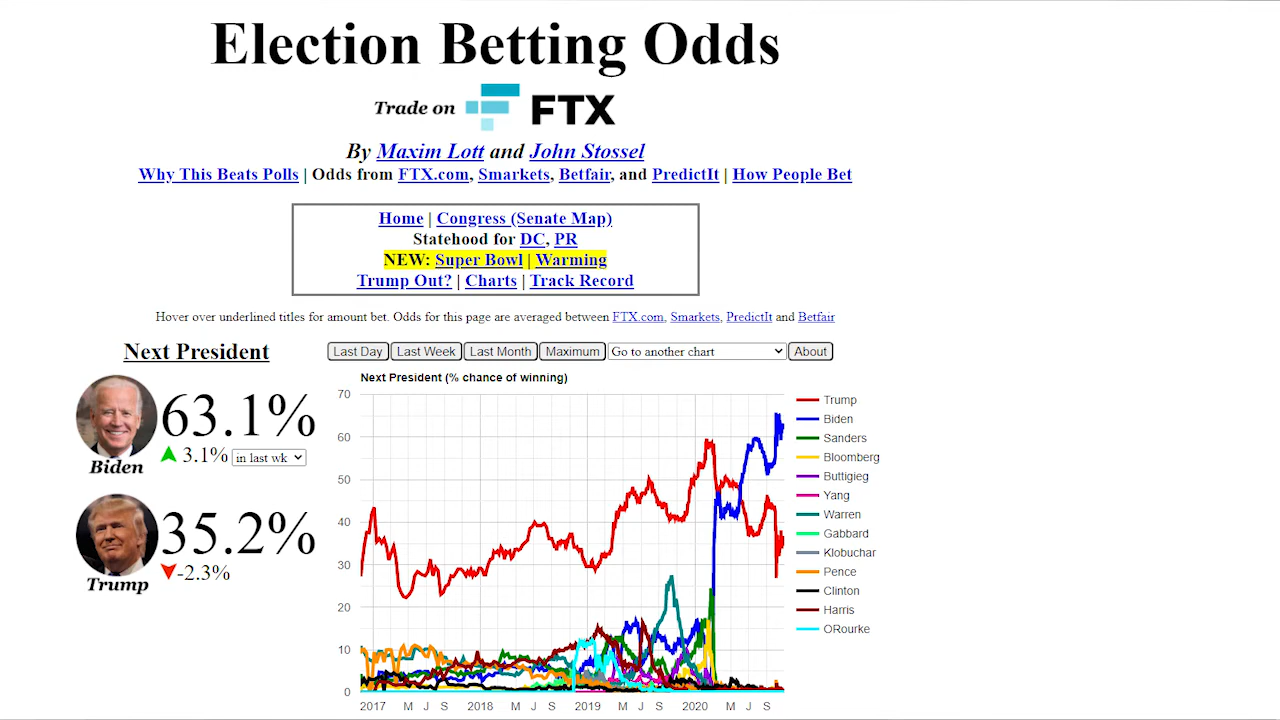 Election Betting Odds
Trade on FTX
By Maxim Lott and John Stossel
Why This Beats Polls | Odds from FTX.com, Smarkets, Betfair, and PredictIt | How People Bet
Home | Congress (Senate Map)
Statehood for DC, PR
NEW: Super Bowl | Warming
Trump Out? | Charts | Track Record
Hover over underlined titles for amount bet. Odds for this page are averaged between FTX.com, Smarkets, PredictIt and Betfair
Next President
Last Day Last Week Last Month Maximum Go to another chart About
63.1%
3.1% in last wk
Biden
35.2%
-2.3%
Trump
Next President (% chance of winning)
70
60
50
40
30
20
10
0
2017 M J S 2018 M J S 2019 M J S 2020 M J S
Trump
Biden
Sanders
Bloomberg
Buttigieg
Yang
Warren
Gabbard
Klobuchar
Pence
Clinton
Harris
ORourke